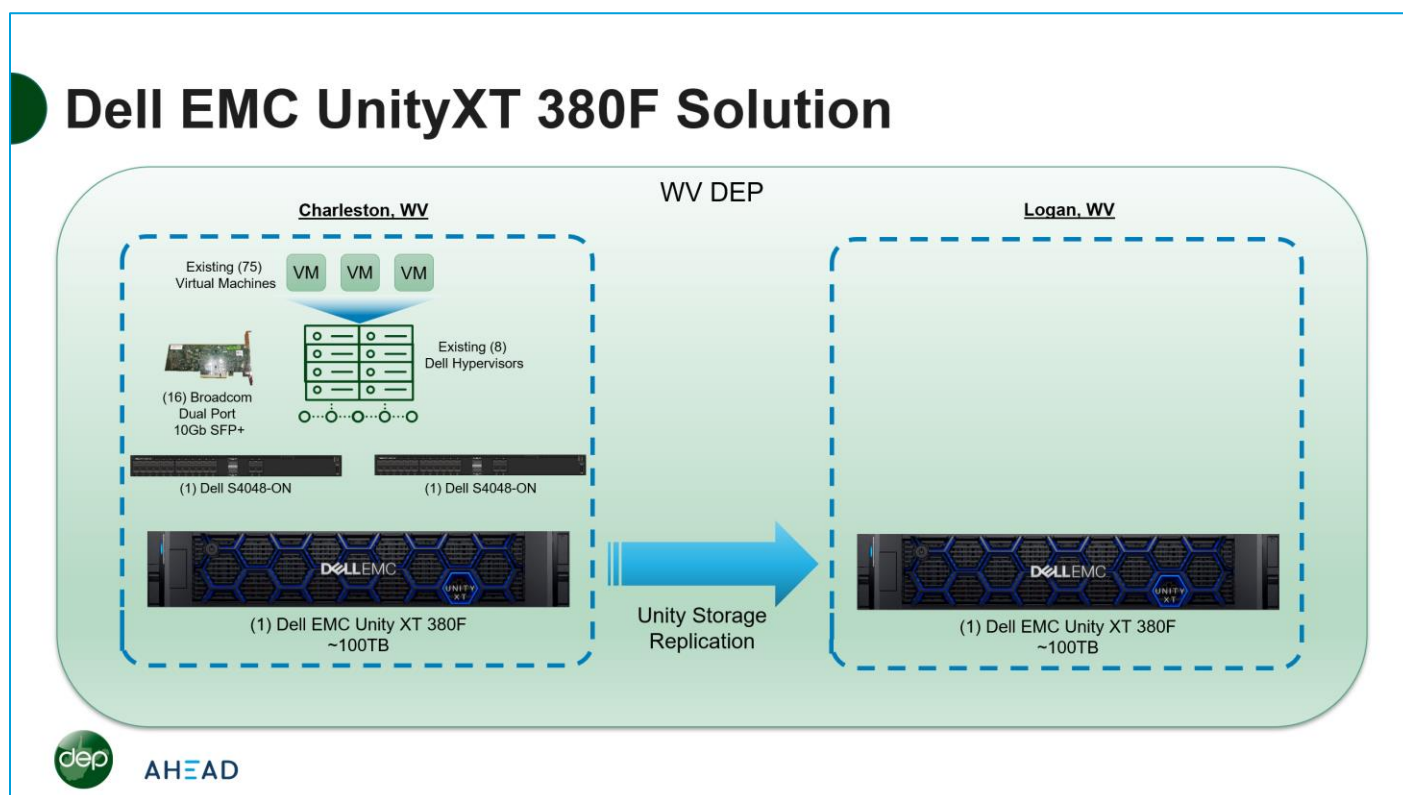 Dell EMC UnityXT 380F Solution
WV DEP
Charleston, WV
Existing (75)
Virtual Machines
VM VM VM
Existing (8)
Dell Hypervisors
(16) Broadcom
Dual Port
10Gb SFP+
(1) Dell S4048-ON
(1) Dell S4048-ON
DELLEMC
UNITY
XT
(1) Dell EMC Unity XT 380F
~100TB
Unity Storage
Replication
Logan, WV
DELLEMC
UNITY
XT
(1) Dell EMC Unity XT 380F
~100TB
dep
AHEAD